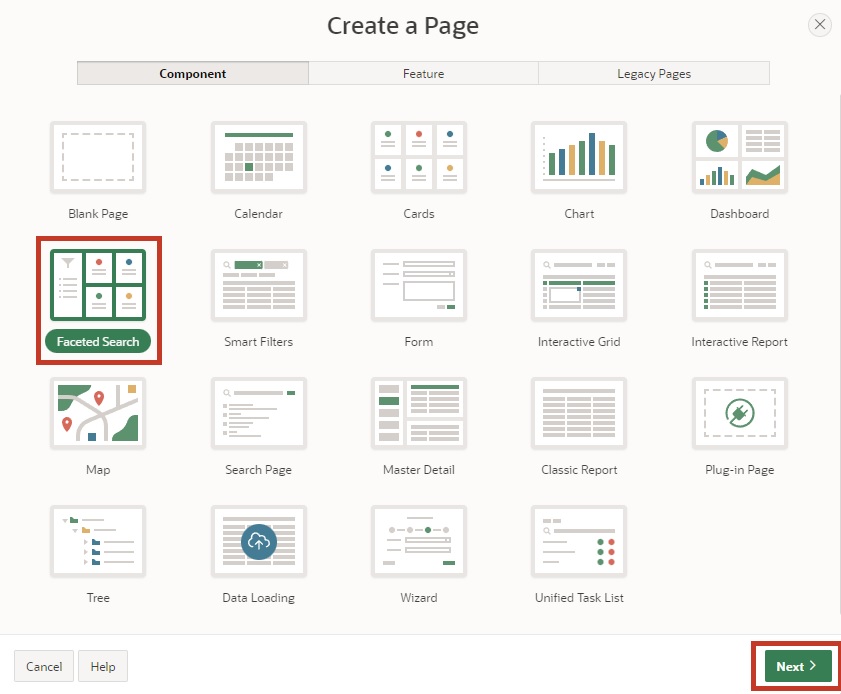 Create a Page
Component Feature Legacy Pages
Blank Page Calendar Cards Chart Dashboard
Faceted Search Smart Filters Form Interactive Grid Interactive Report
Map Search Page Master Detail Classic Report Plug-in Page
Tree Data Loading Wizard Unified Task List
Cancel Help Next